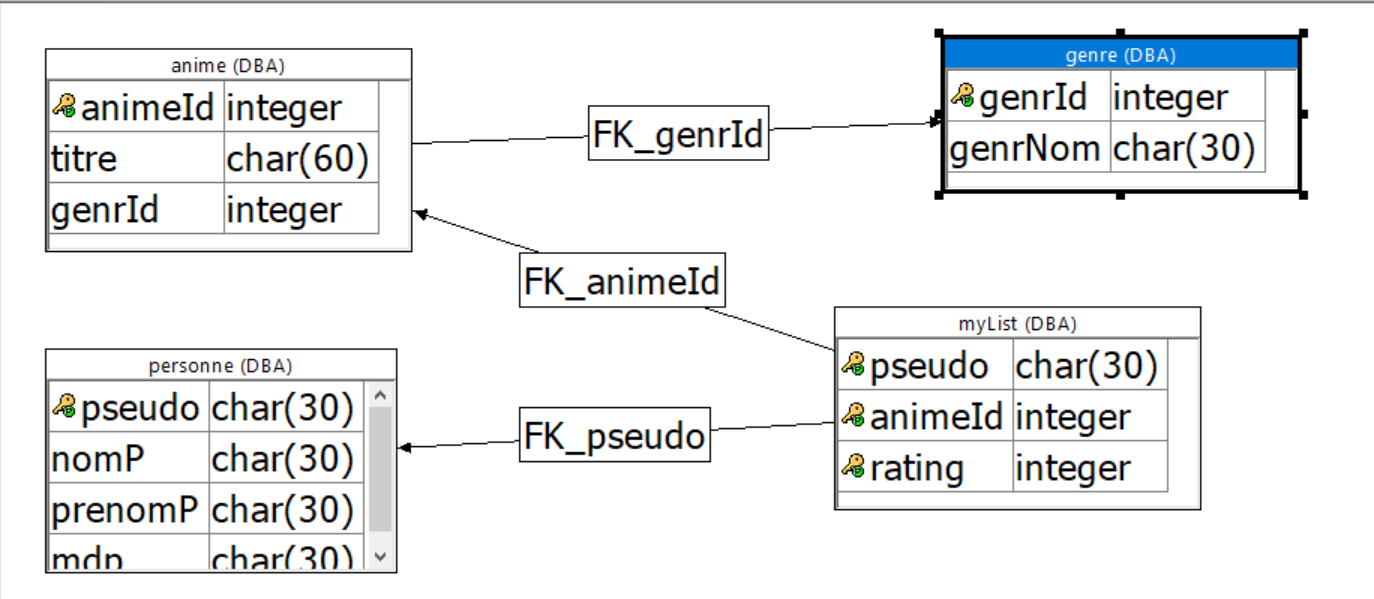 anime (DBA)
animeId integer
titre char(60)
genrId integer
FK_genrId
genre (DBA)
genrId integer
genrNom char(30)
FK_animeId
personne (DBA)
pseudo char(30)
nomP char(30)
prenomP char(30)
mdp char(30)
FK_pseudo
myList (DBA)
pseudo char(30)
animeId integer
rating integer